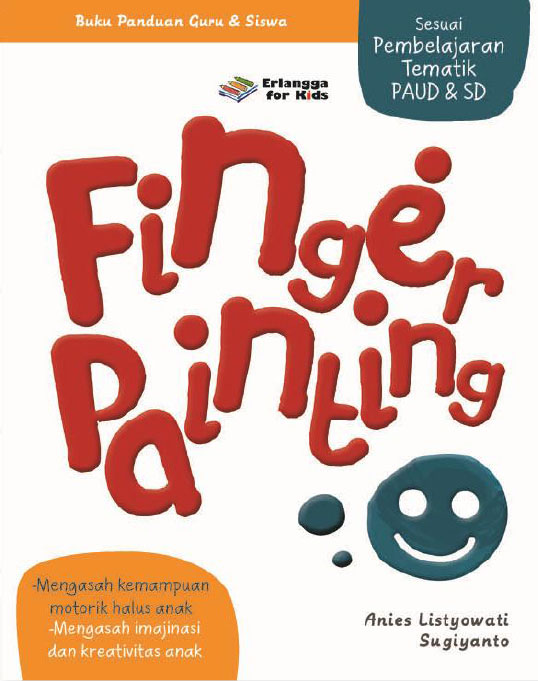 Buku Panduan Guru & Siswa
Sesuai
Pembelajaran
Tematik
PAUD & SD
Erlangga
for Kids
Finger
Painting
-Mengasah kemampuan
motorik halus anak
-Mengasah imajinasi
dan kreativitas anak
Anies Listyowati
Sugiyanto